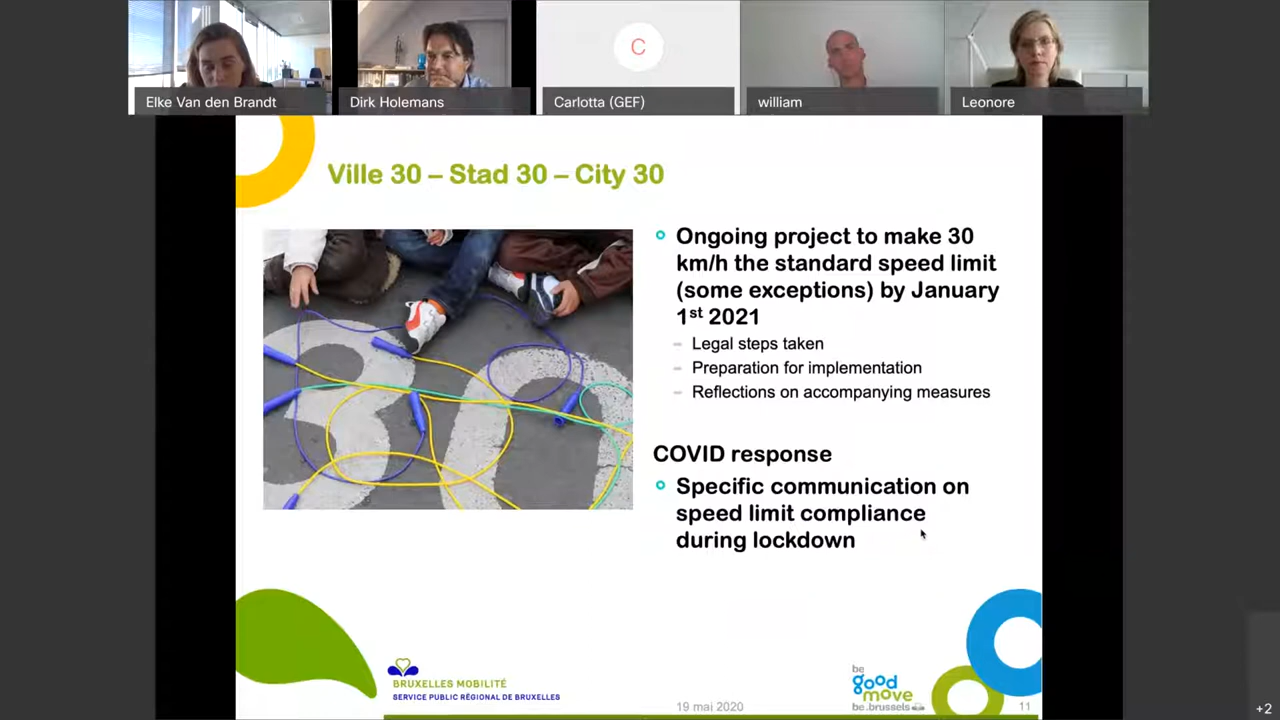 C
Elke Van den Brandt
Dirk Holemans
Carlotta (GEF)
william
Leonore
Ville 30 – Stad 30 – City 30
Ongoing project to make 30
km/h the standard speed limit
(some exceptions) by January
1st 2021
– Legal steps taken
– Preparation for implementation
– Reflections on accompanying measures
30
COVID response
Specific communication on
speed limit compliance
during lockdown
BRUXELLES MOBILITÉ
SERVICE PUBLIC RÉGIONAL DE BRUXELLES
19 mai 2020
be
good
move
be.brussels
11
+2